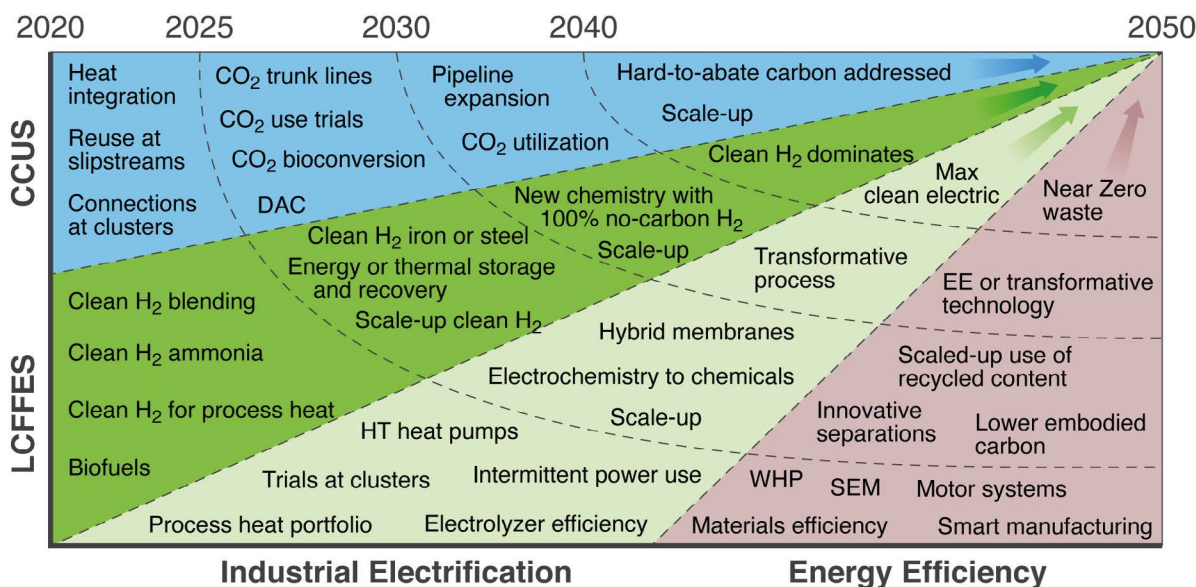 2020
2025
2030
2040
2050
CCUS
Heat
integration
Reuse at
slipstreams
Connections
at clusters
CO₂ trunk lines
CO₂ use trials
CO₂ bioconversion
DAC
Pipeline
expansion
CO₂ utilization
Hard-to-abate carbon addressed
Scale-up
LCFFES
Clean H₂ blending
Clean H₂ ammonia
Clean H₂ for process heat
Biofuels
Clean H₂ iron or steel
Energy or thermal storage
and recovery
Scale-up clean H₂
New chemistry with
100% no-carbon H₂
Scale-up
Clean H₂ dominates
Process heat portfolio
Trials at clusters
HT heat pumps
Intermittent power use
Electrolyzer efficiency
Hybrid membranes
Electrochemistry to chemicals
Scale-up
Transformative
process
Max
clean electric
Industrial Electrification
WHP
SEM
Motor systems
Materials efficiency
Smart manufacturing
Scaled-up use of
recycled content
Innovative
separations
Lower embodied
carbon
EE or transformative
technology
Near Zero
waste
Energy Efficiency